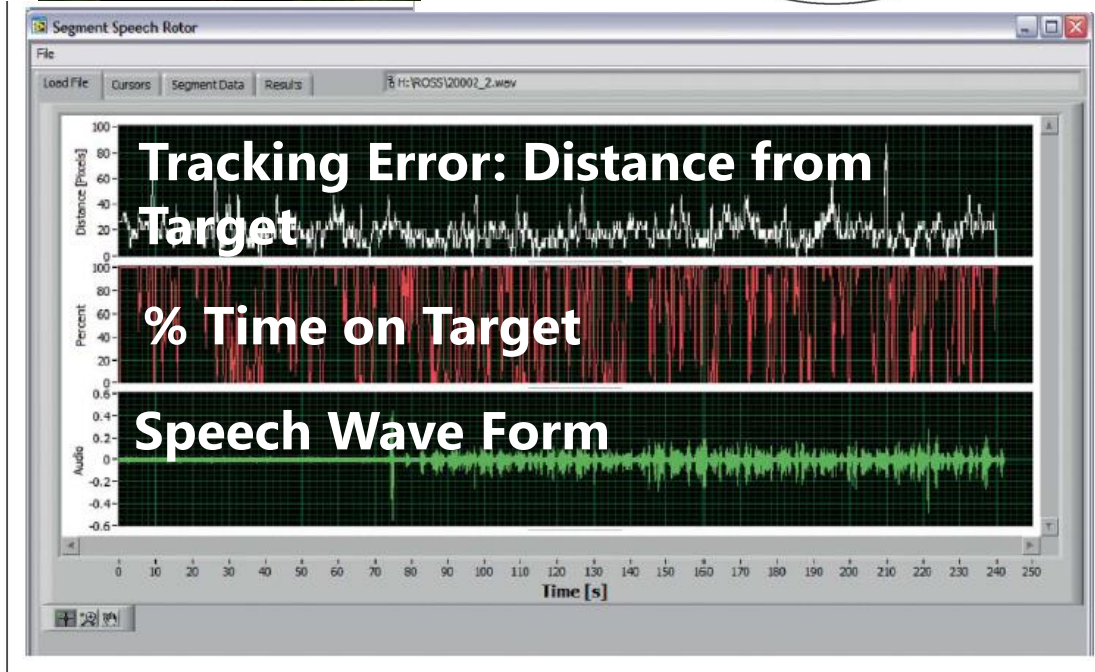 Segment Speech Rotor
File
Load File Cursors Segment Data Results H:\ROSS\20002_2.wav
Tracking Error: Distance from
Target
Distance [Pixels]
100
80
60
40
20
0
% Time on Target
Percent
100
80
60
40
20
0
Speech Wave Form
Audio
0.6
0.4
0.2
0
-0.2
-0.4
-0.6
0 10 20 30 40 50 60 70 80 90 100 110 120 130 140 150 160 170 180 190 200 210 220 230 240 250
Time [s]